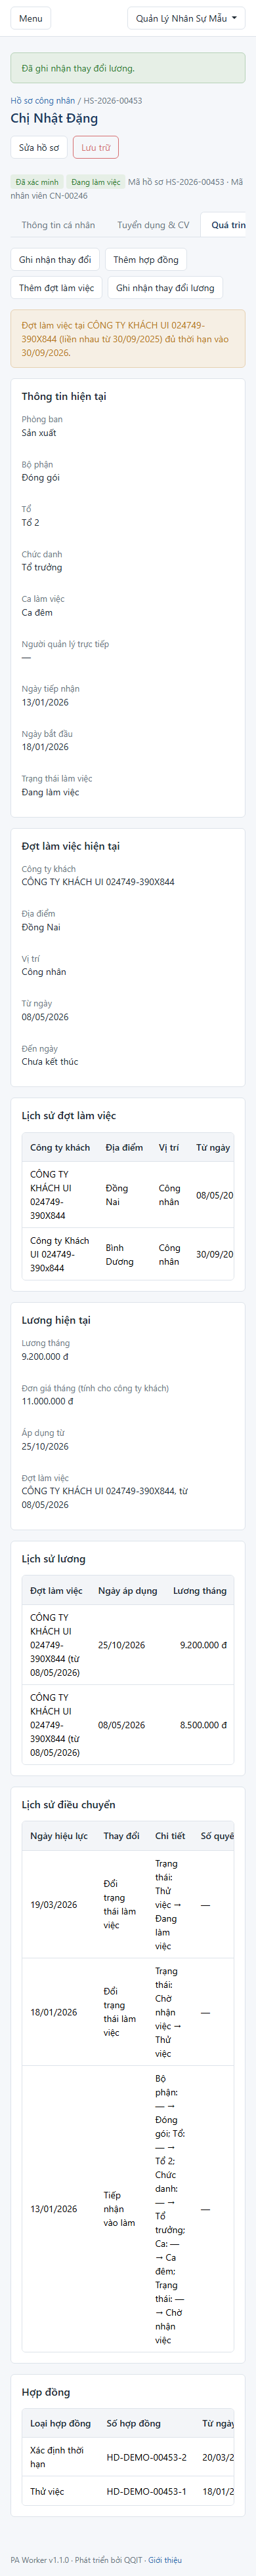 Menu
Quản Lý Nhân Sự Mẫu
Đã ghi nhận thay đổi lương.
Hồ sơ công nhân / HS-2026-00453
Chị Nhật Đặng
Sửa hồ sơ
Lưu trữ
Đã xác minh Đang làm việc Mã hồ sơ HS-2026-00453 · Mã
nhân viên CN-00246
Thông tin cá nhân
Tuyển dụng & CV
Quá trìn
Ghi nhận thay đổi
Thêm hợp đồng
Thêm đợt làm việc
Ghi nhận thay đổi lương
Đợt làm việc tại CÔNG TY KHÁCH UI 024749-
390X844 (liền nhau từ 30/09/2025) đủ thời hạn vào
30/09/2026.
Thông tin hiện tại
Phòng ban
Sản xuất
Bộ phận
Đóng gói
Tổ
Tổ 2
Chức danh
Tổ trưởng
Ca làm việc
Ca đêm
Người quản lý trực tiếp
—
Ngày tiếp nhận
13/01/2026
Ngày bắt đầu
18/01/2026
Trạng thái làm việc
Đang làm việc
Đợt làm việc hiện tại
Công ty khách
CÔNG TY KHÁCH UI 024749-390X844
Địa điểm
Đồng Nai
Vị trí
Công nhân
Từ ngày
08/05/2026
Đến ngày
Chưa kết thúc
Lịch sử đợt làm việc
Công ty khách Địa điểm Vị trí Từ ngày
CÔNG TY
KHÁCH UI
024749-
390X844
Đồng
Nai
Công
nhân
08/05/20
Công ty Khách
UI 024749-
390x844
Bình
Dương
Công
nhân
30/09/20
Lương hiện tại
Lương tháng
9.200.000 đ
Đơn giá tháng (tính cho công ty khách)
11.000.000 đ
Áp dụng từ
25/10/2026
Đợt làm việc
CÔNG TY KHÁCH UI 024749-390X844, từ
08/05/2026
Lịch sử lương
Đợt làm việc Ngày áp dụng Lương tháng
CÔNG TY
KHÁCH UI
024749-
390X844 (từ
08/05/2026)
25/10/2026
9.200.000 đ
CÔNG TY
KHÁCH UI
024749-
390X844 (từ
08/05/2026)
08/05/2026
8.500.000 đ
Lịch sử điều chuyển
Ngày hiệu lực Thay đổi Chi tiết Số quyế
19/03/2026
Đổi
trạng
thái làm
việc
Trạng
thái:
Thử
việc →
Đang
làm
việc
—
18/01/2026
Đổi
trạng
thái làm
việc
Trạng
thái:
Chờ
nhận
việc →
Thử
việc
—
13/01/2026
Tiếp
nhận
vào làm
Bộ
phận:
— →
Đóng
gói; Tổ:
— →
Tổ 2;
Chức
danh:
— →
Tổ
trưởng;
Ca: —
→ Ca
đêm;
Trạng
thái: —
→ Chờ
nhận
việc
—
Hợp đồng
Loại hợp đồng Số hợp đồng Từ ngày
Xác định thời
hạn
HD-DEMO-00453-2
20/03/2
Thử việc HD-DEMO-00453-1 18/01/2
PA Worker v1.1.0 · Phát triển bởi QQIT · Giới thiệu